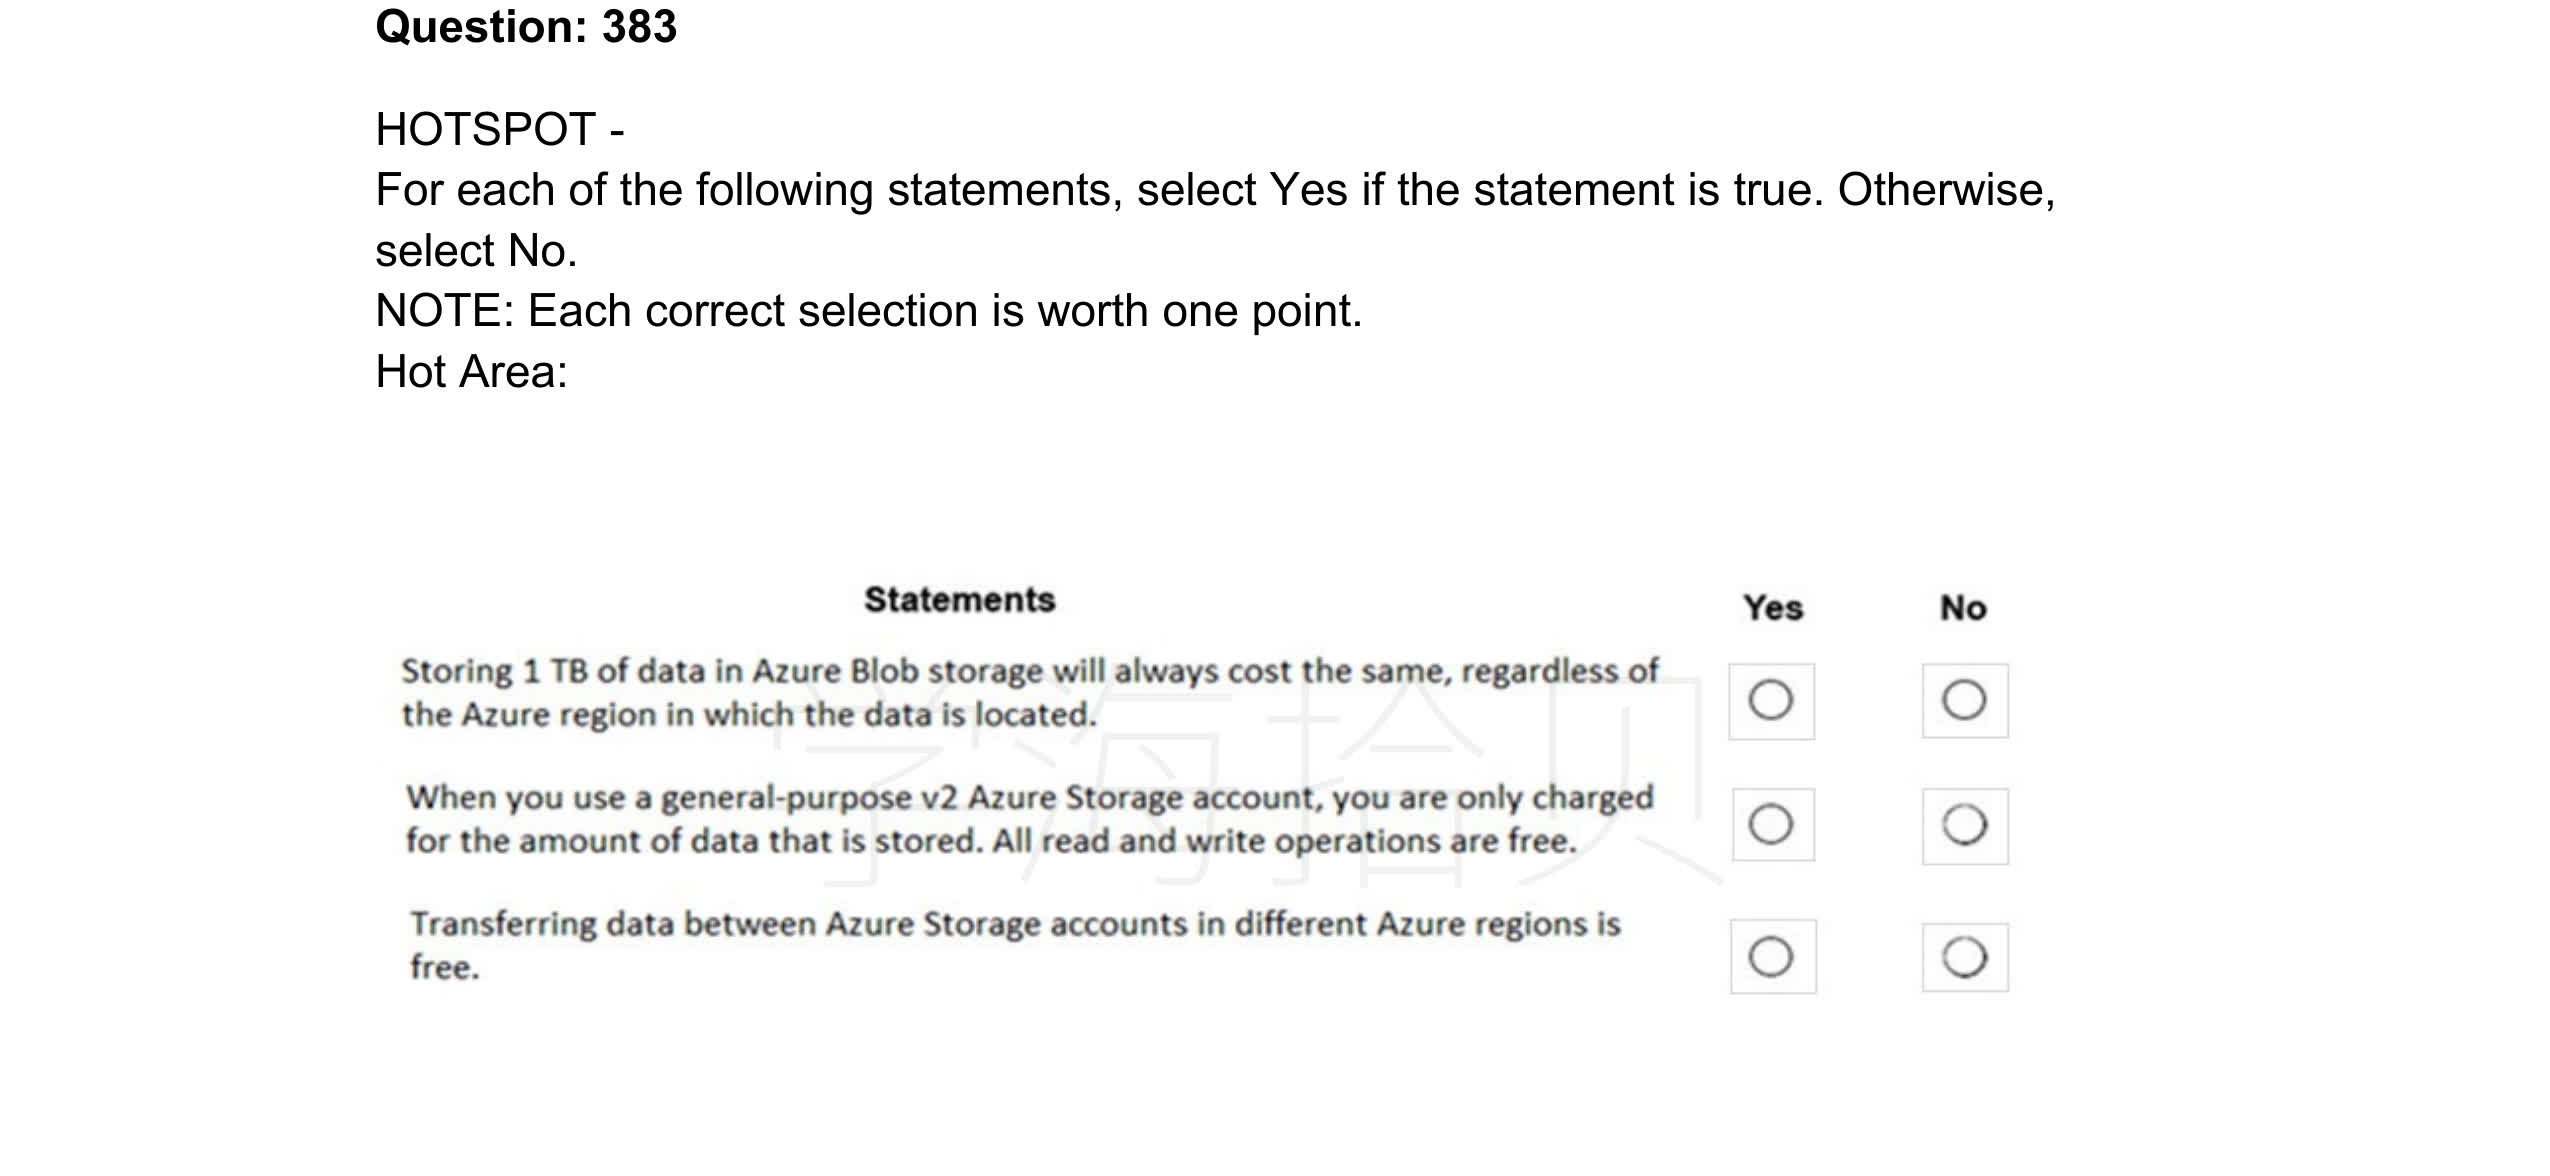 Question: 383
HOTSPOT -
For each of the following statements, select Yes if the statement is true. Otherwise,
select No.
NOTE: Each correct selection is worth one point.
Hot Area:
Statements Yes No
Storing 1 TB of data in Azure Blob storage will always cost the same, regardless of
the Azure region in which the data is located.
When you use a general-purpose v2 Azure Storage account, you are only charged
for the amount of data that is stored. All read and write operations are free.
Transferring data between Azure Storage accounts in different Azure regions is
free.
学海拾贝